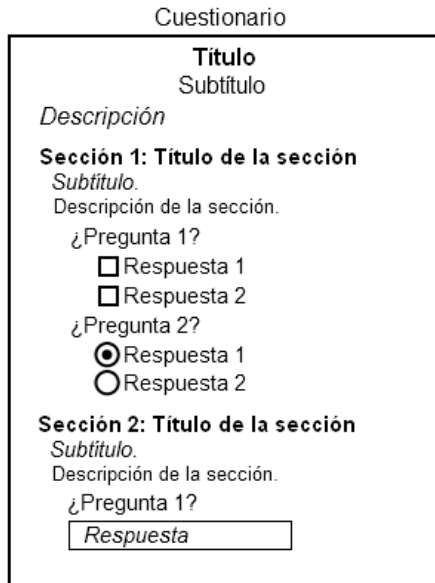 Cuestionario
Título
Subtítulo
Descripción
Sección 1: Título de la sección
Subtítulo.
Descripción de la sección.
¿Pregunta 1?
Respuesta 1
Respuesta 2
¿Pregunta 2?
Respuesta 1
Respuesta 2
Sección 2: Título de la sección
Subtítulo.
Descripción de la sección.
¿Pregunta 1?
Respuesta